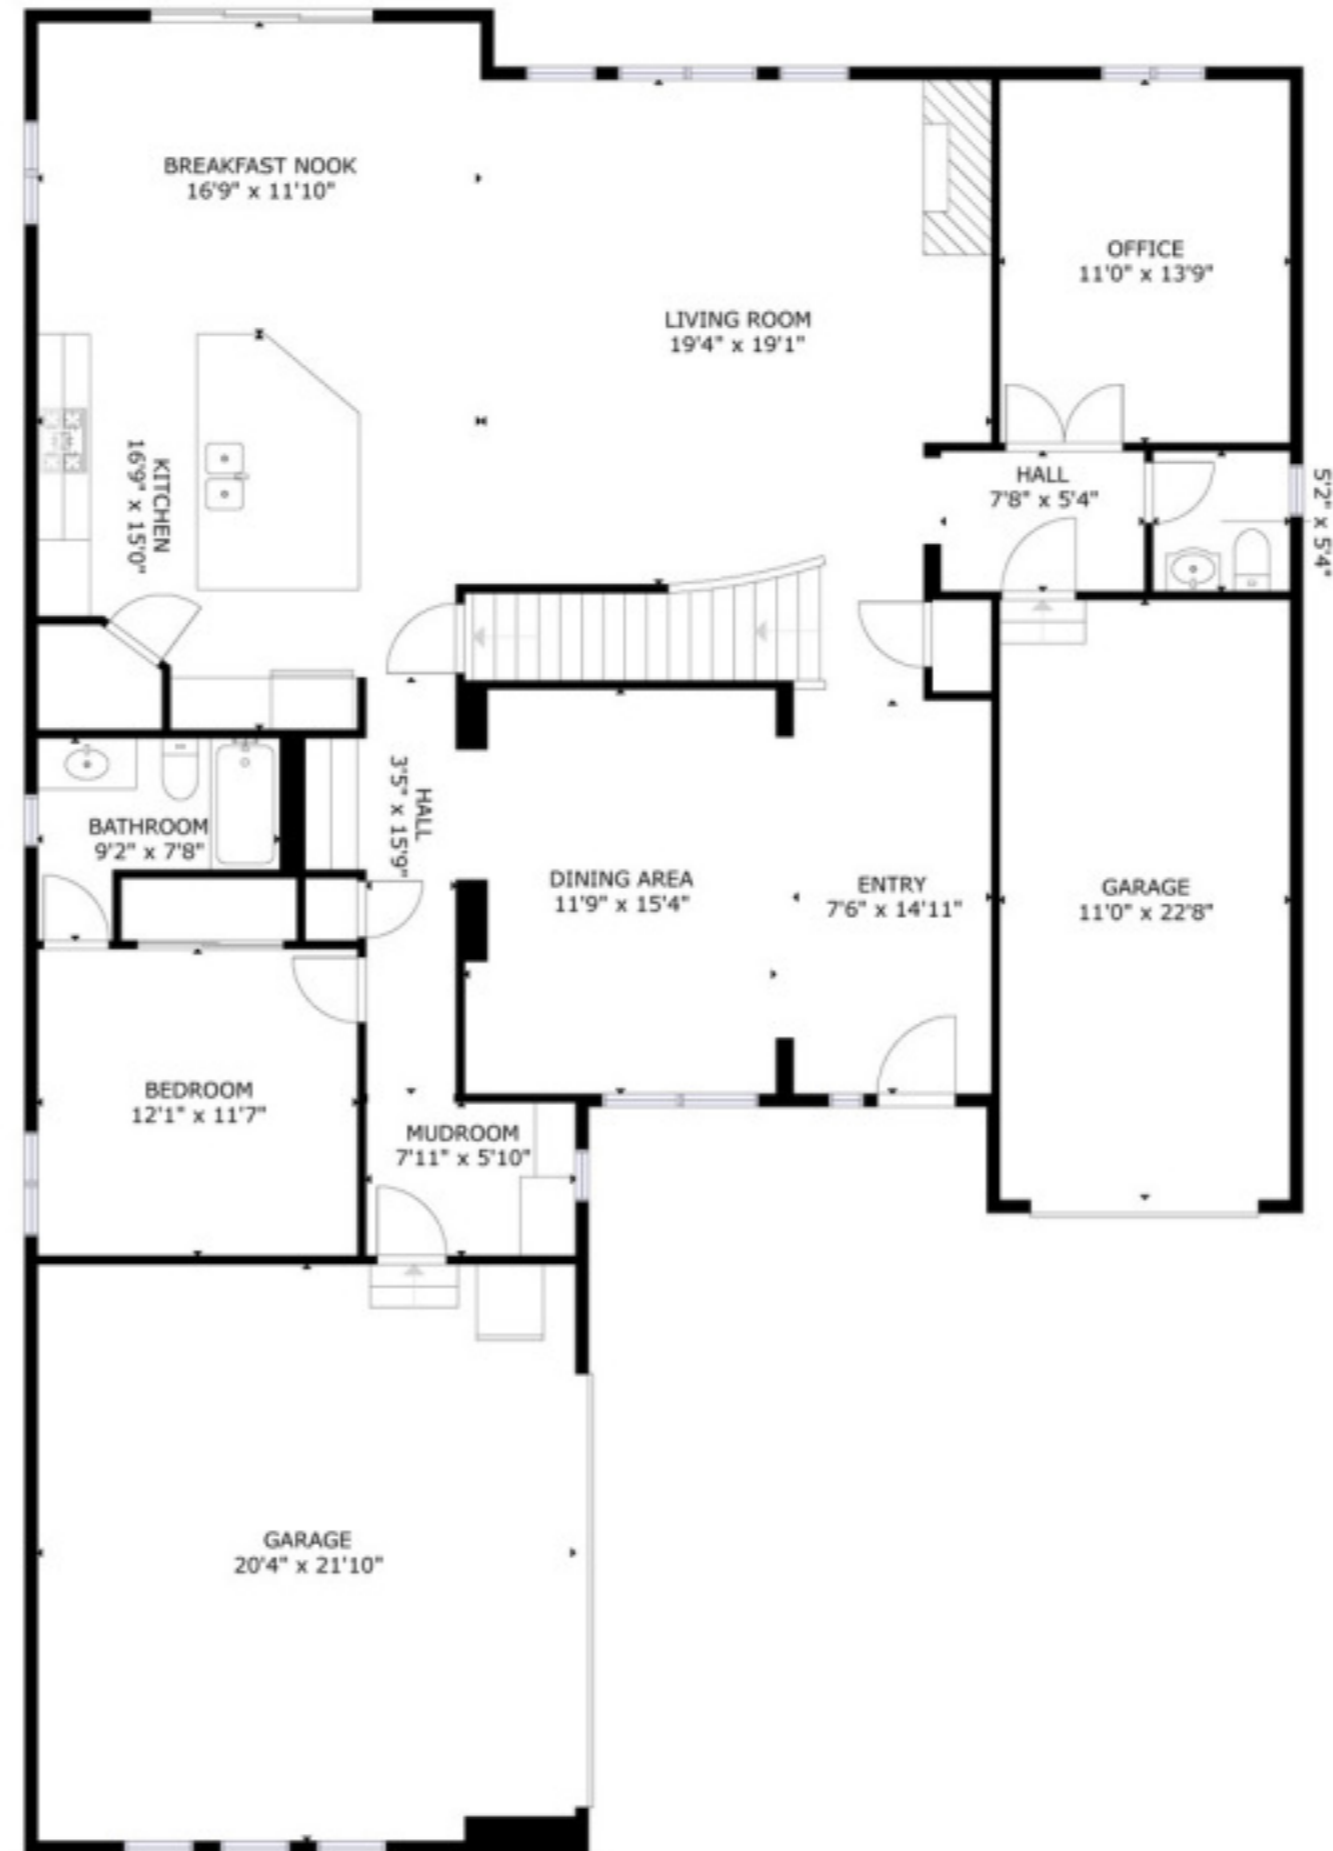 BREAKFAST NOOK
16'9" x 11'10"
OFFICE
11'0" x 13'9"
LIVING ROOM
19'4" x 19'1"
KITCHEN
16'9" x 15'0"
HALL
7'8" x 5'4"
5'2" x 5'4"
HALL
3'5" x 15'9"
BATHROOM
9'2" x 7'8"
DINING AREA
11'9" x 15'4"
ENTRY
7'6" x 14'11"
GARAGE
11'0" x 22'8"
BEDROOM
12'1" x 11'7"
MUDROOM
7'11" x 5'10"
GARAGE
20'4" x 21'10"